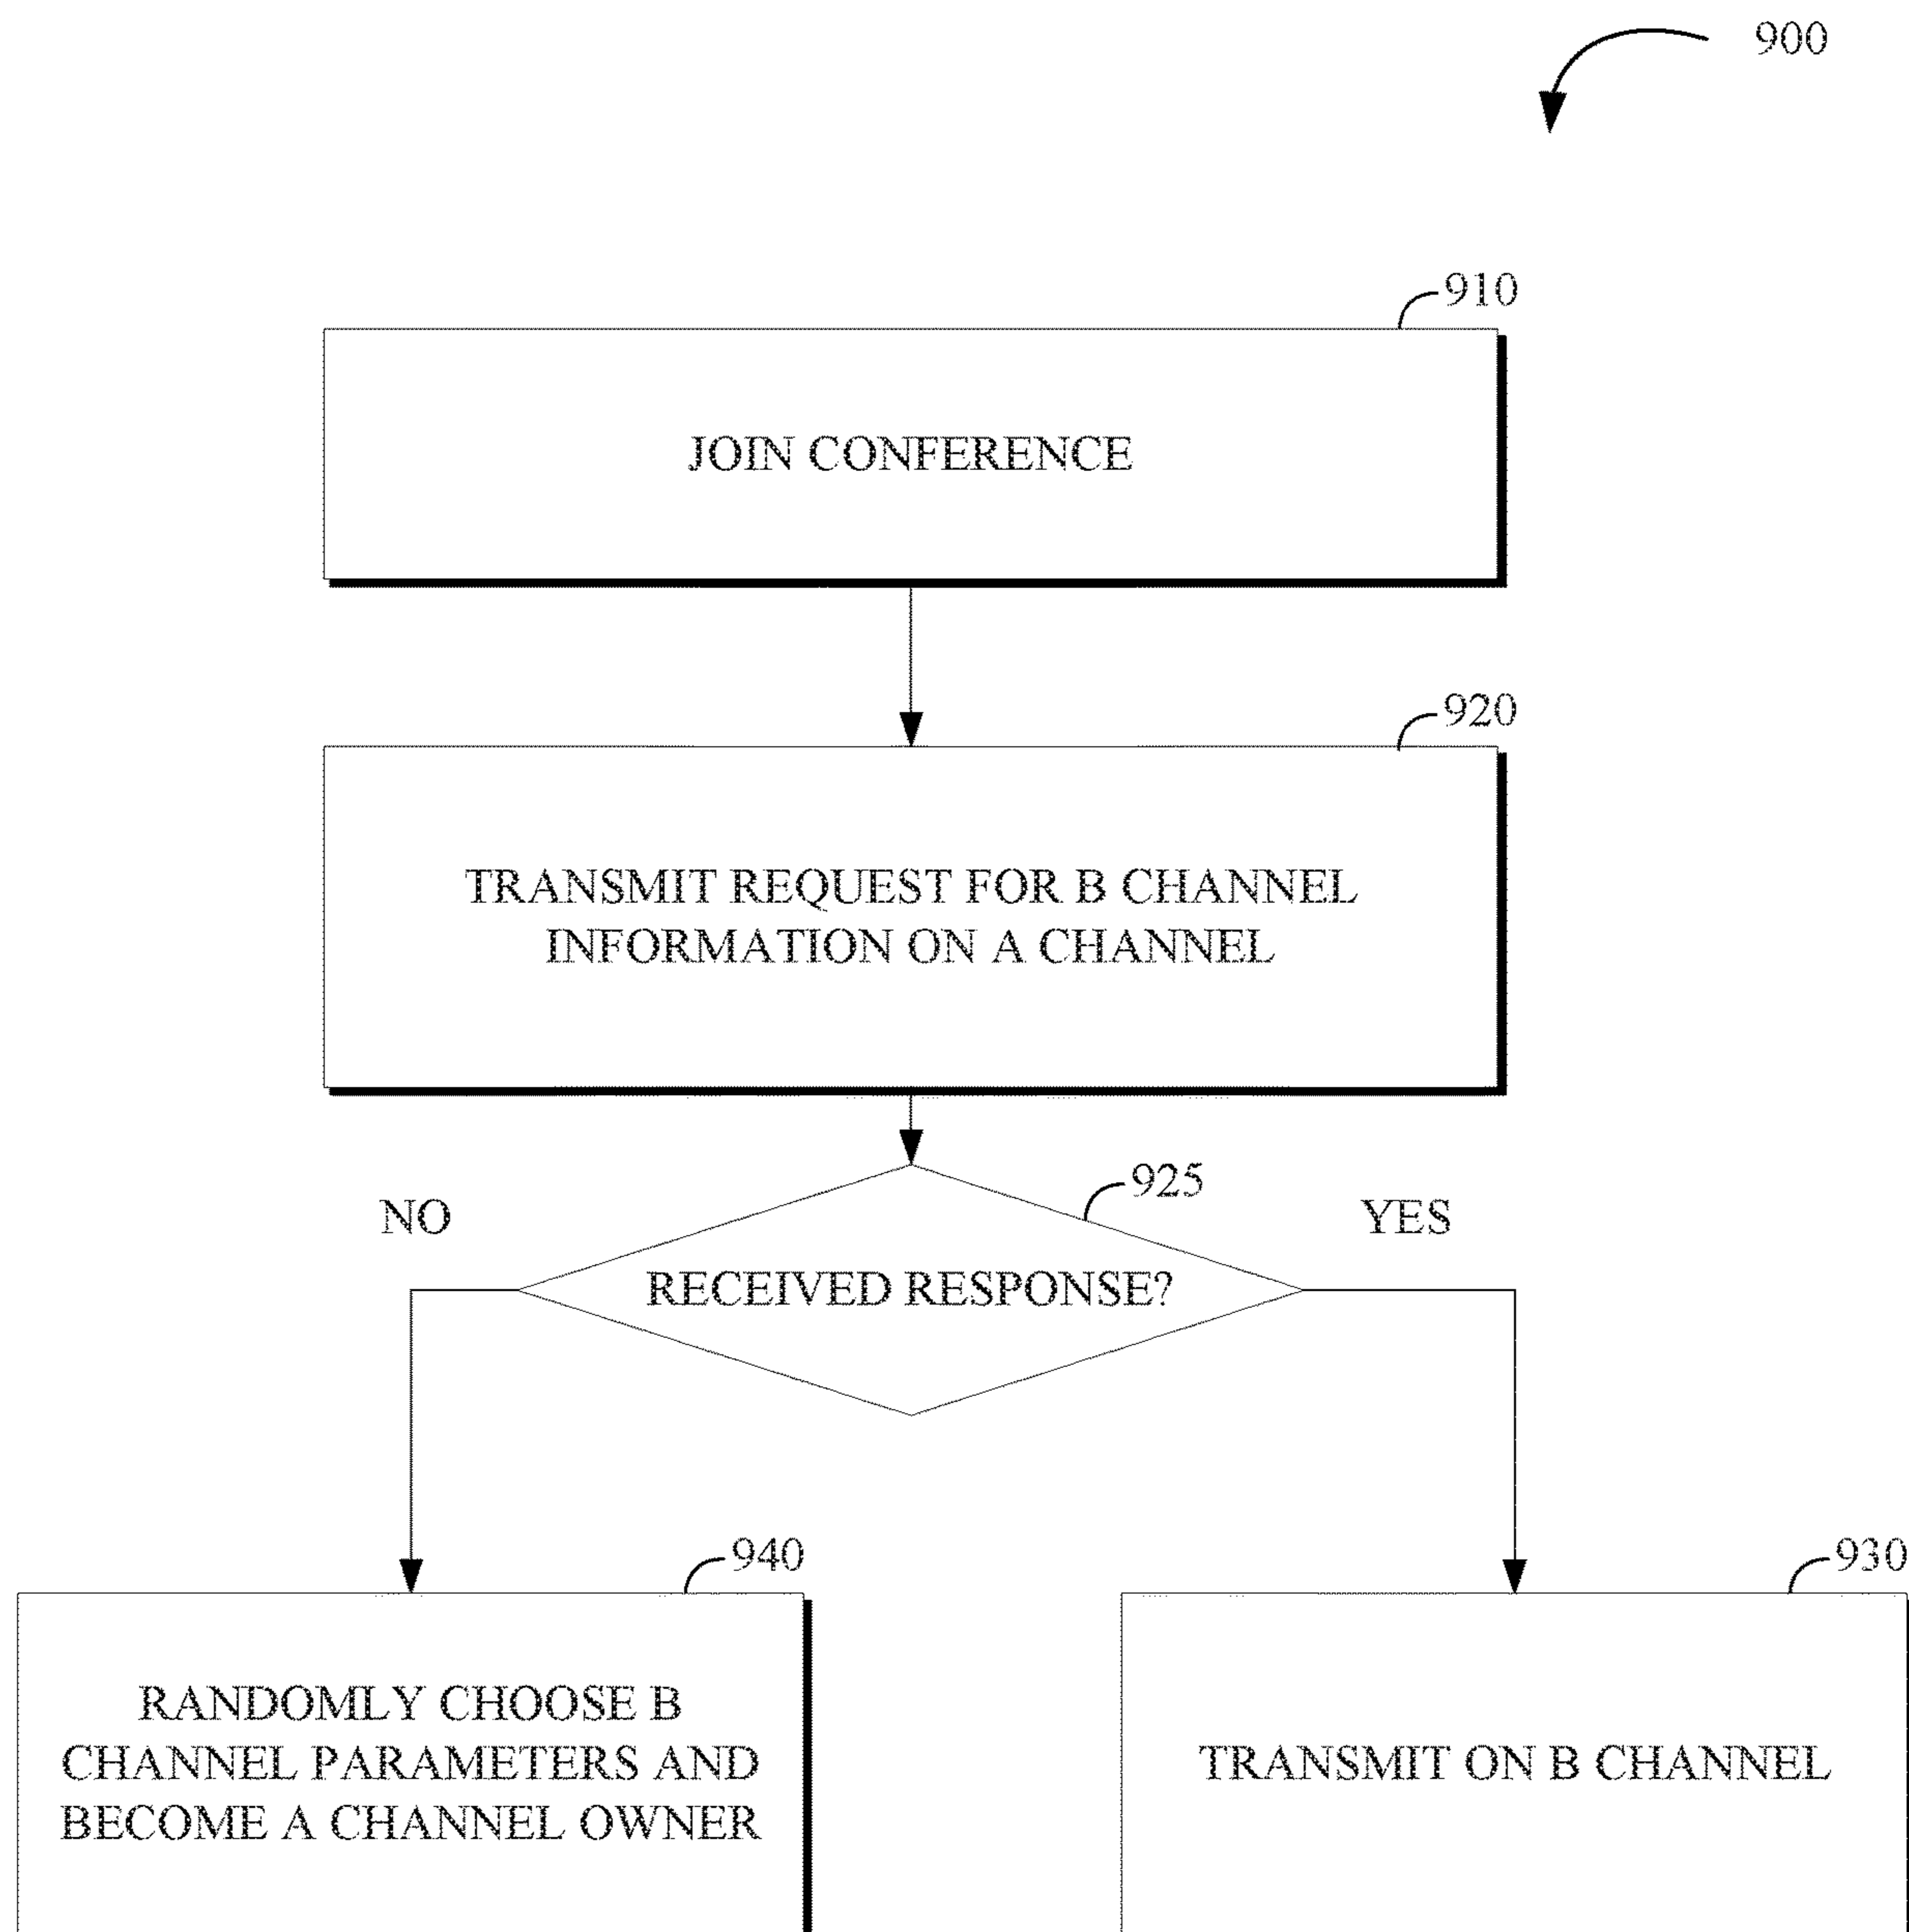 900
910
JOIN CONFERENCE
920
TRANSMIT REQUEST FOR B CHANNEL
INFORMATION ON A CHANNEL
925
NO
YES
RECEIVED RESPONSE?
940
930
RANDOMLY CHOOSE B
CHANNEL PARAMETERS AND
BECOME A CHANNEL OWNER
TRANSMIT ON B CHANNEL